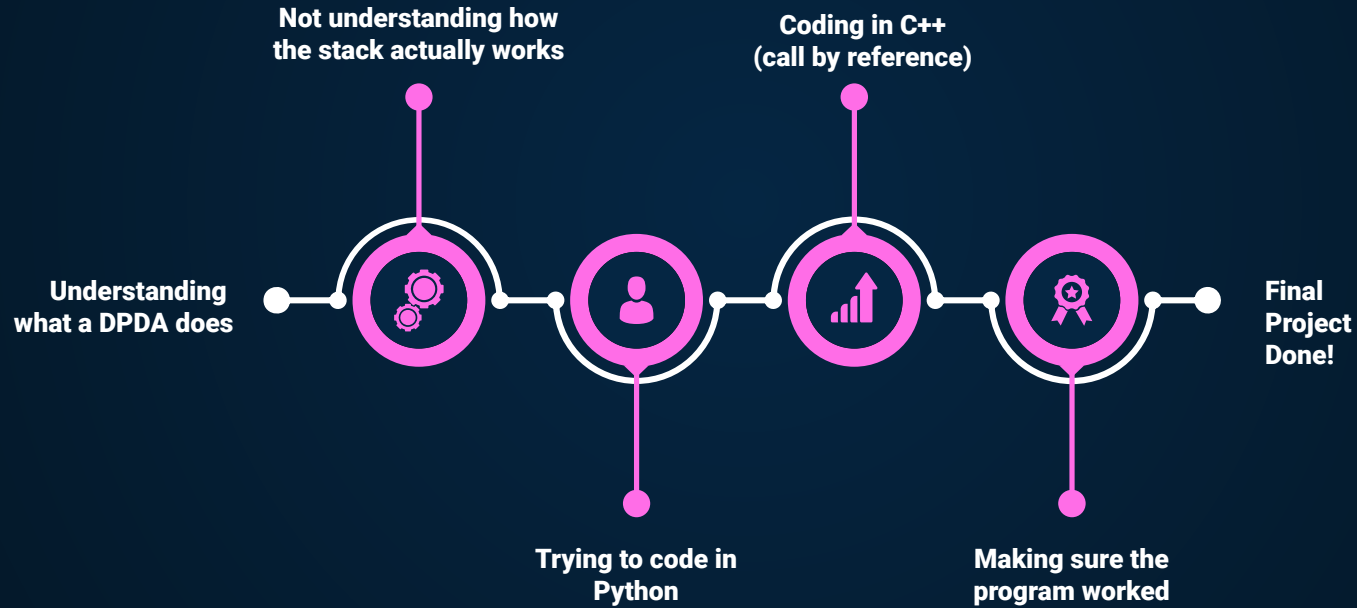 Understanding
what a DPDA does
Not understanding how
the stack actually works
Trying to code in
Python
Coding in C++
(call by reference)
Making sure the
program worked
Final
Project
Done!